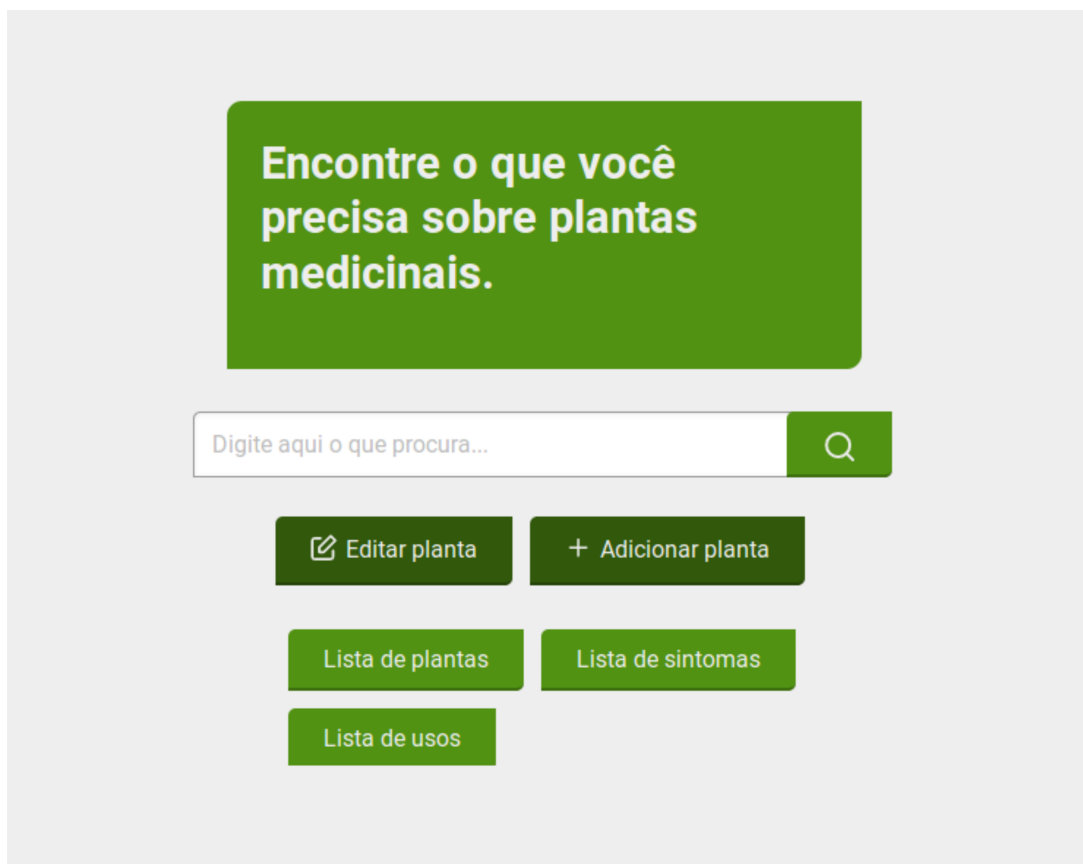 Encontre o que você
precisa sobre plantas
medicinais.
Digite aqui o que procura...
Editar planta
+ Adicionar planta
Lista de plantas
Lista de sintomas
Lista de usos